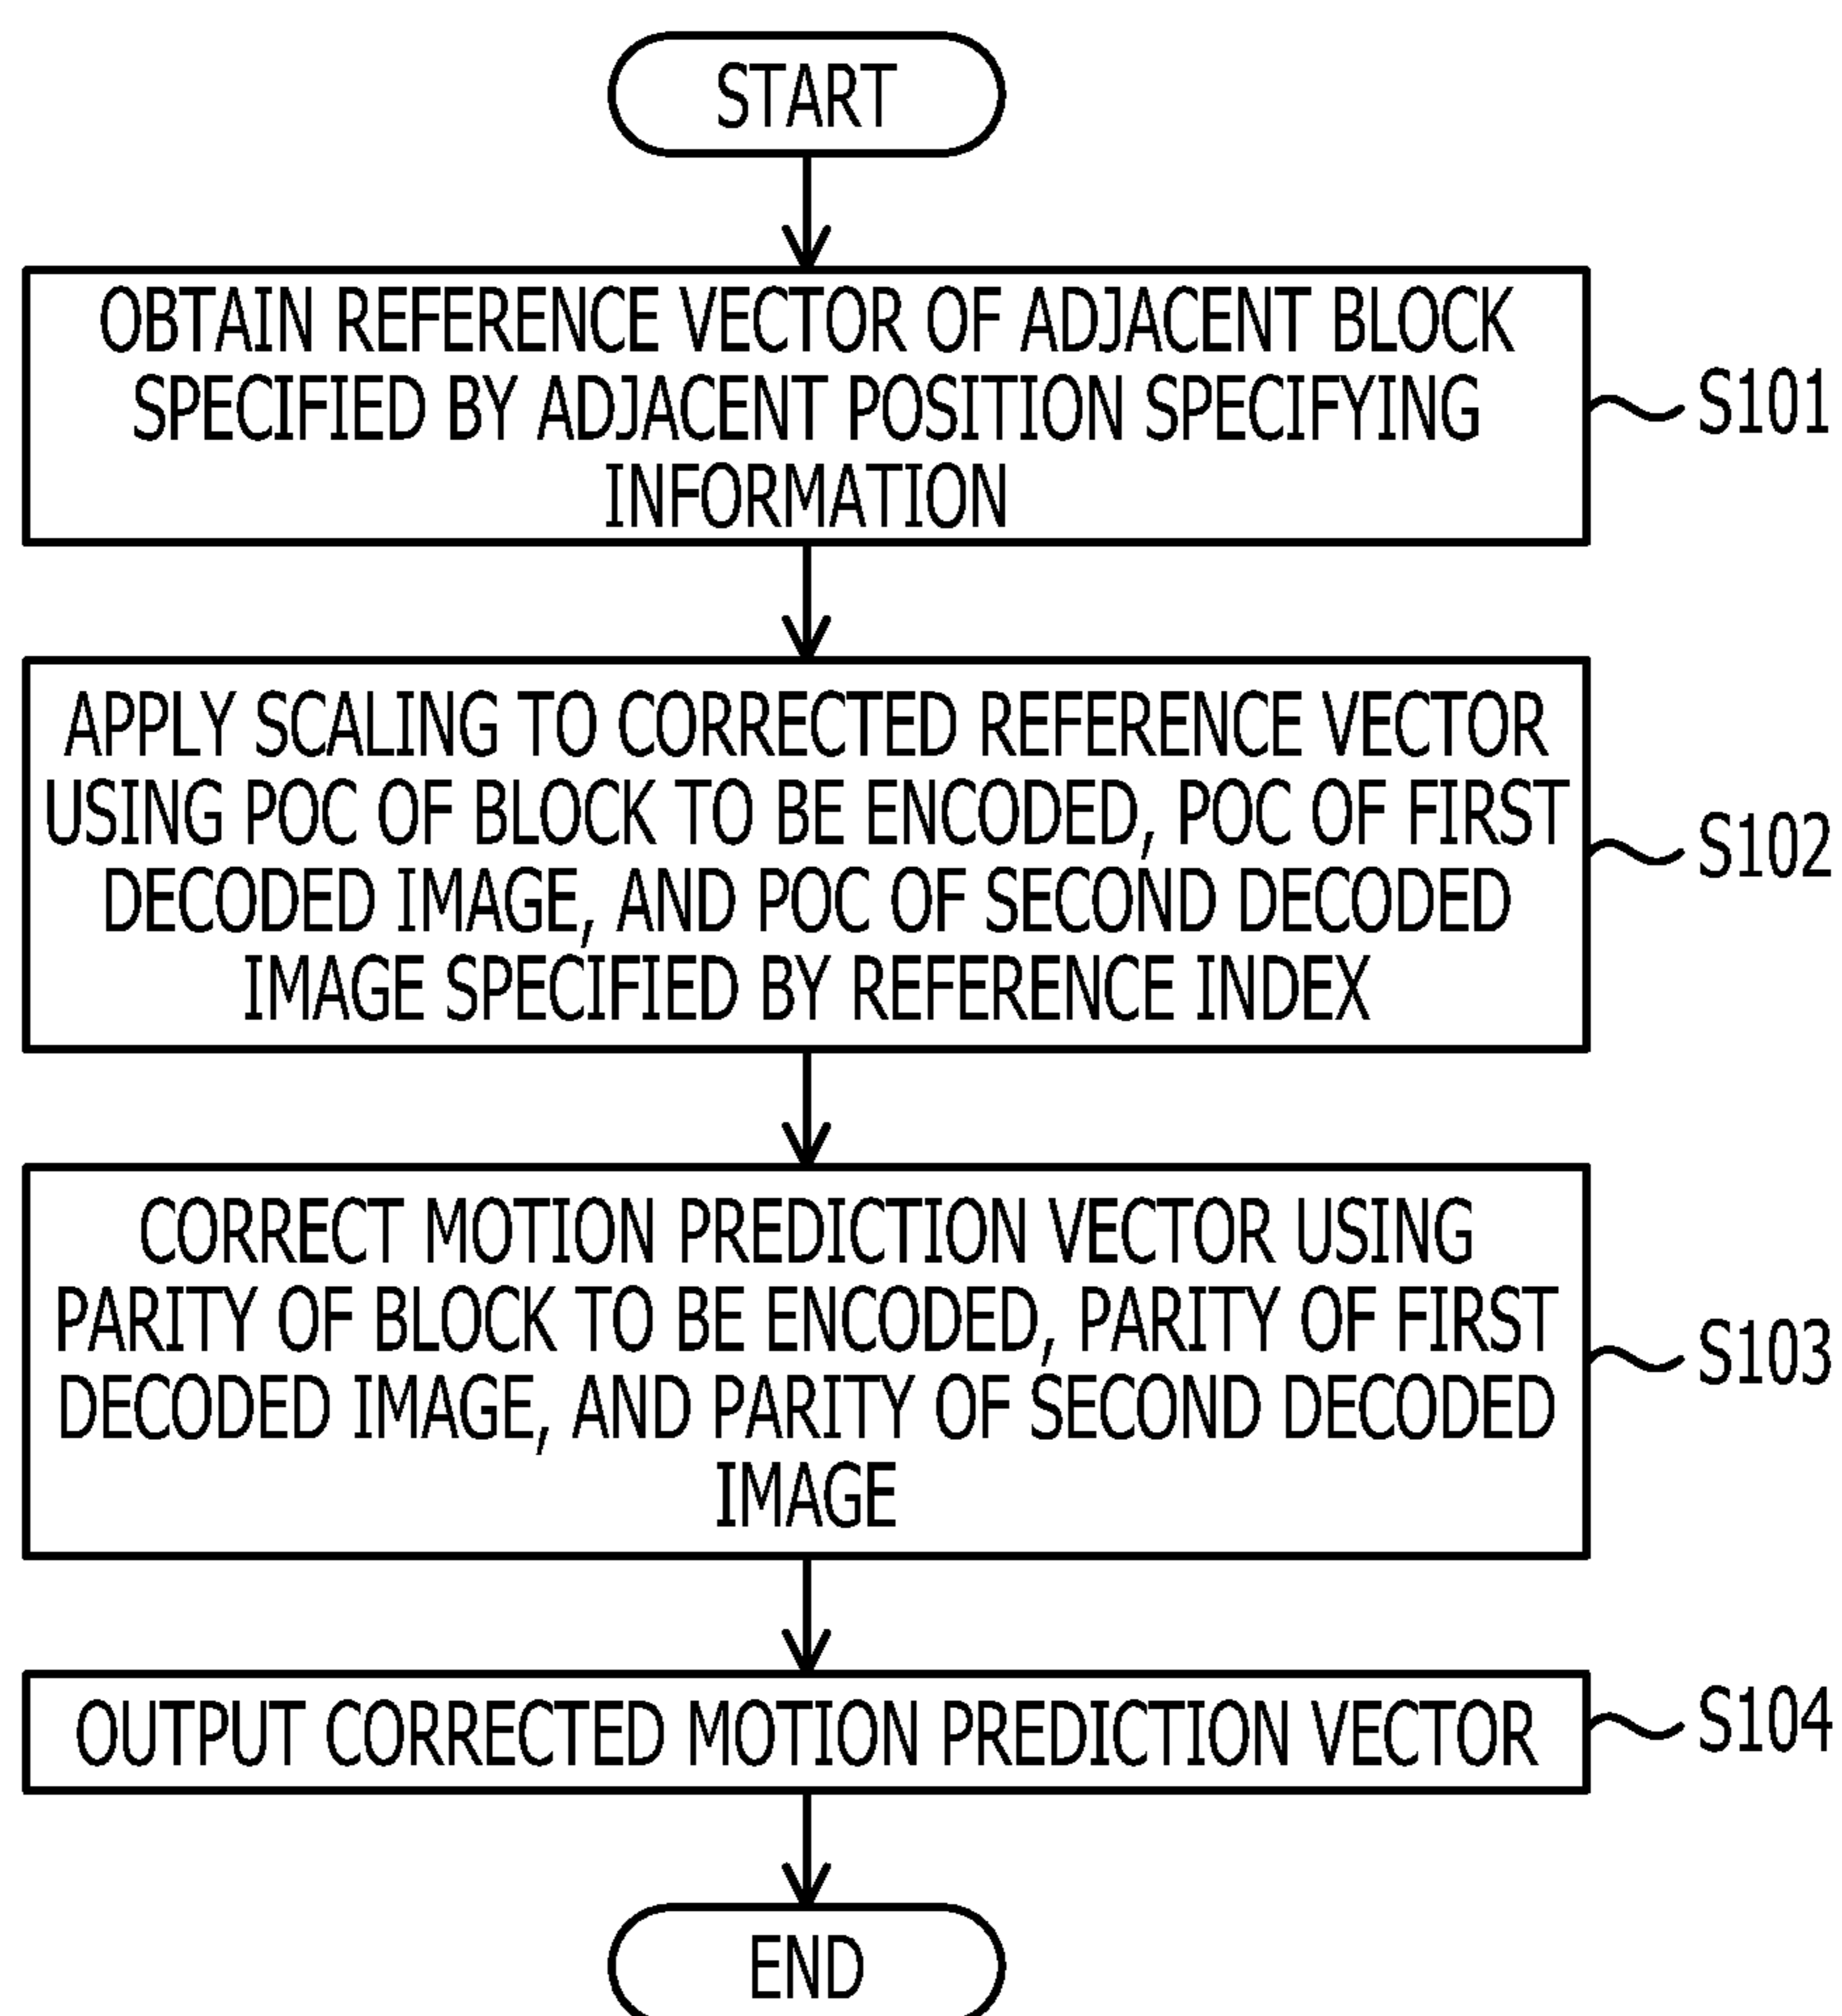 START
OBTAIN REFERENCE VECTOR OF ADJACENT BLOCK
SPECIFIED BY ADJACENT POSITION SPECIFYING
INFORMATION
S101
APPLY SCALING TO CORRECTED REFERENCE VECTOR
USING POC OF BLOCK TO BE ENCODED, POC OF FIRST
DECODED IMAGE, AND POC OF SECOND DECODED
IMAGE SPECIFIED BY REFERENCE INDEX
S102
CORRECT MOTION PREDICTION VECTOR USING
PARITY OF BLOCK TO BE ENCODED, PARITY OF FIRST
DECODED IMAGE, AND PARITY OF SECOND DECODED
IMAGE
S103
OUTPUT CORRECTED MOTION PREDICTION VECTOR
S104
END